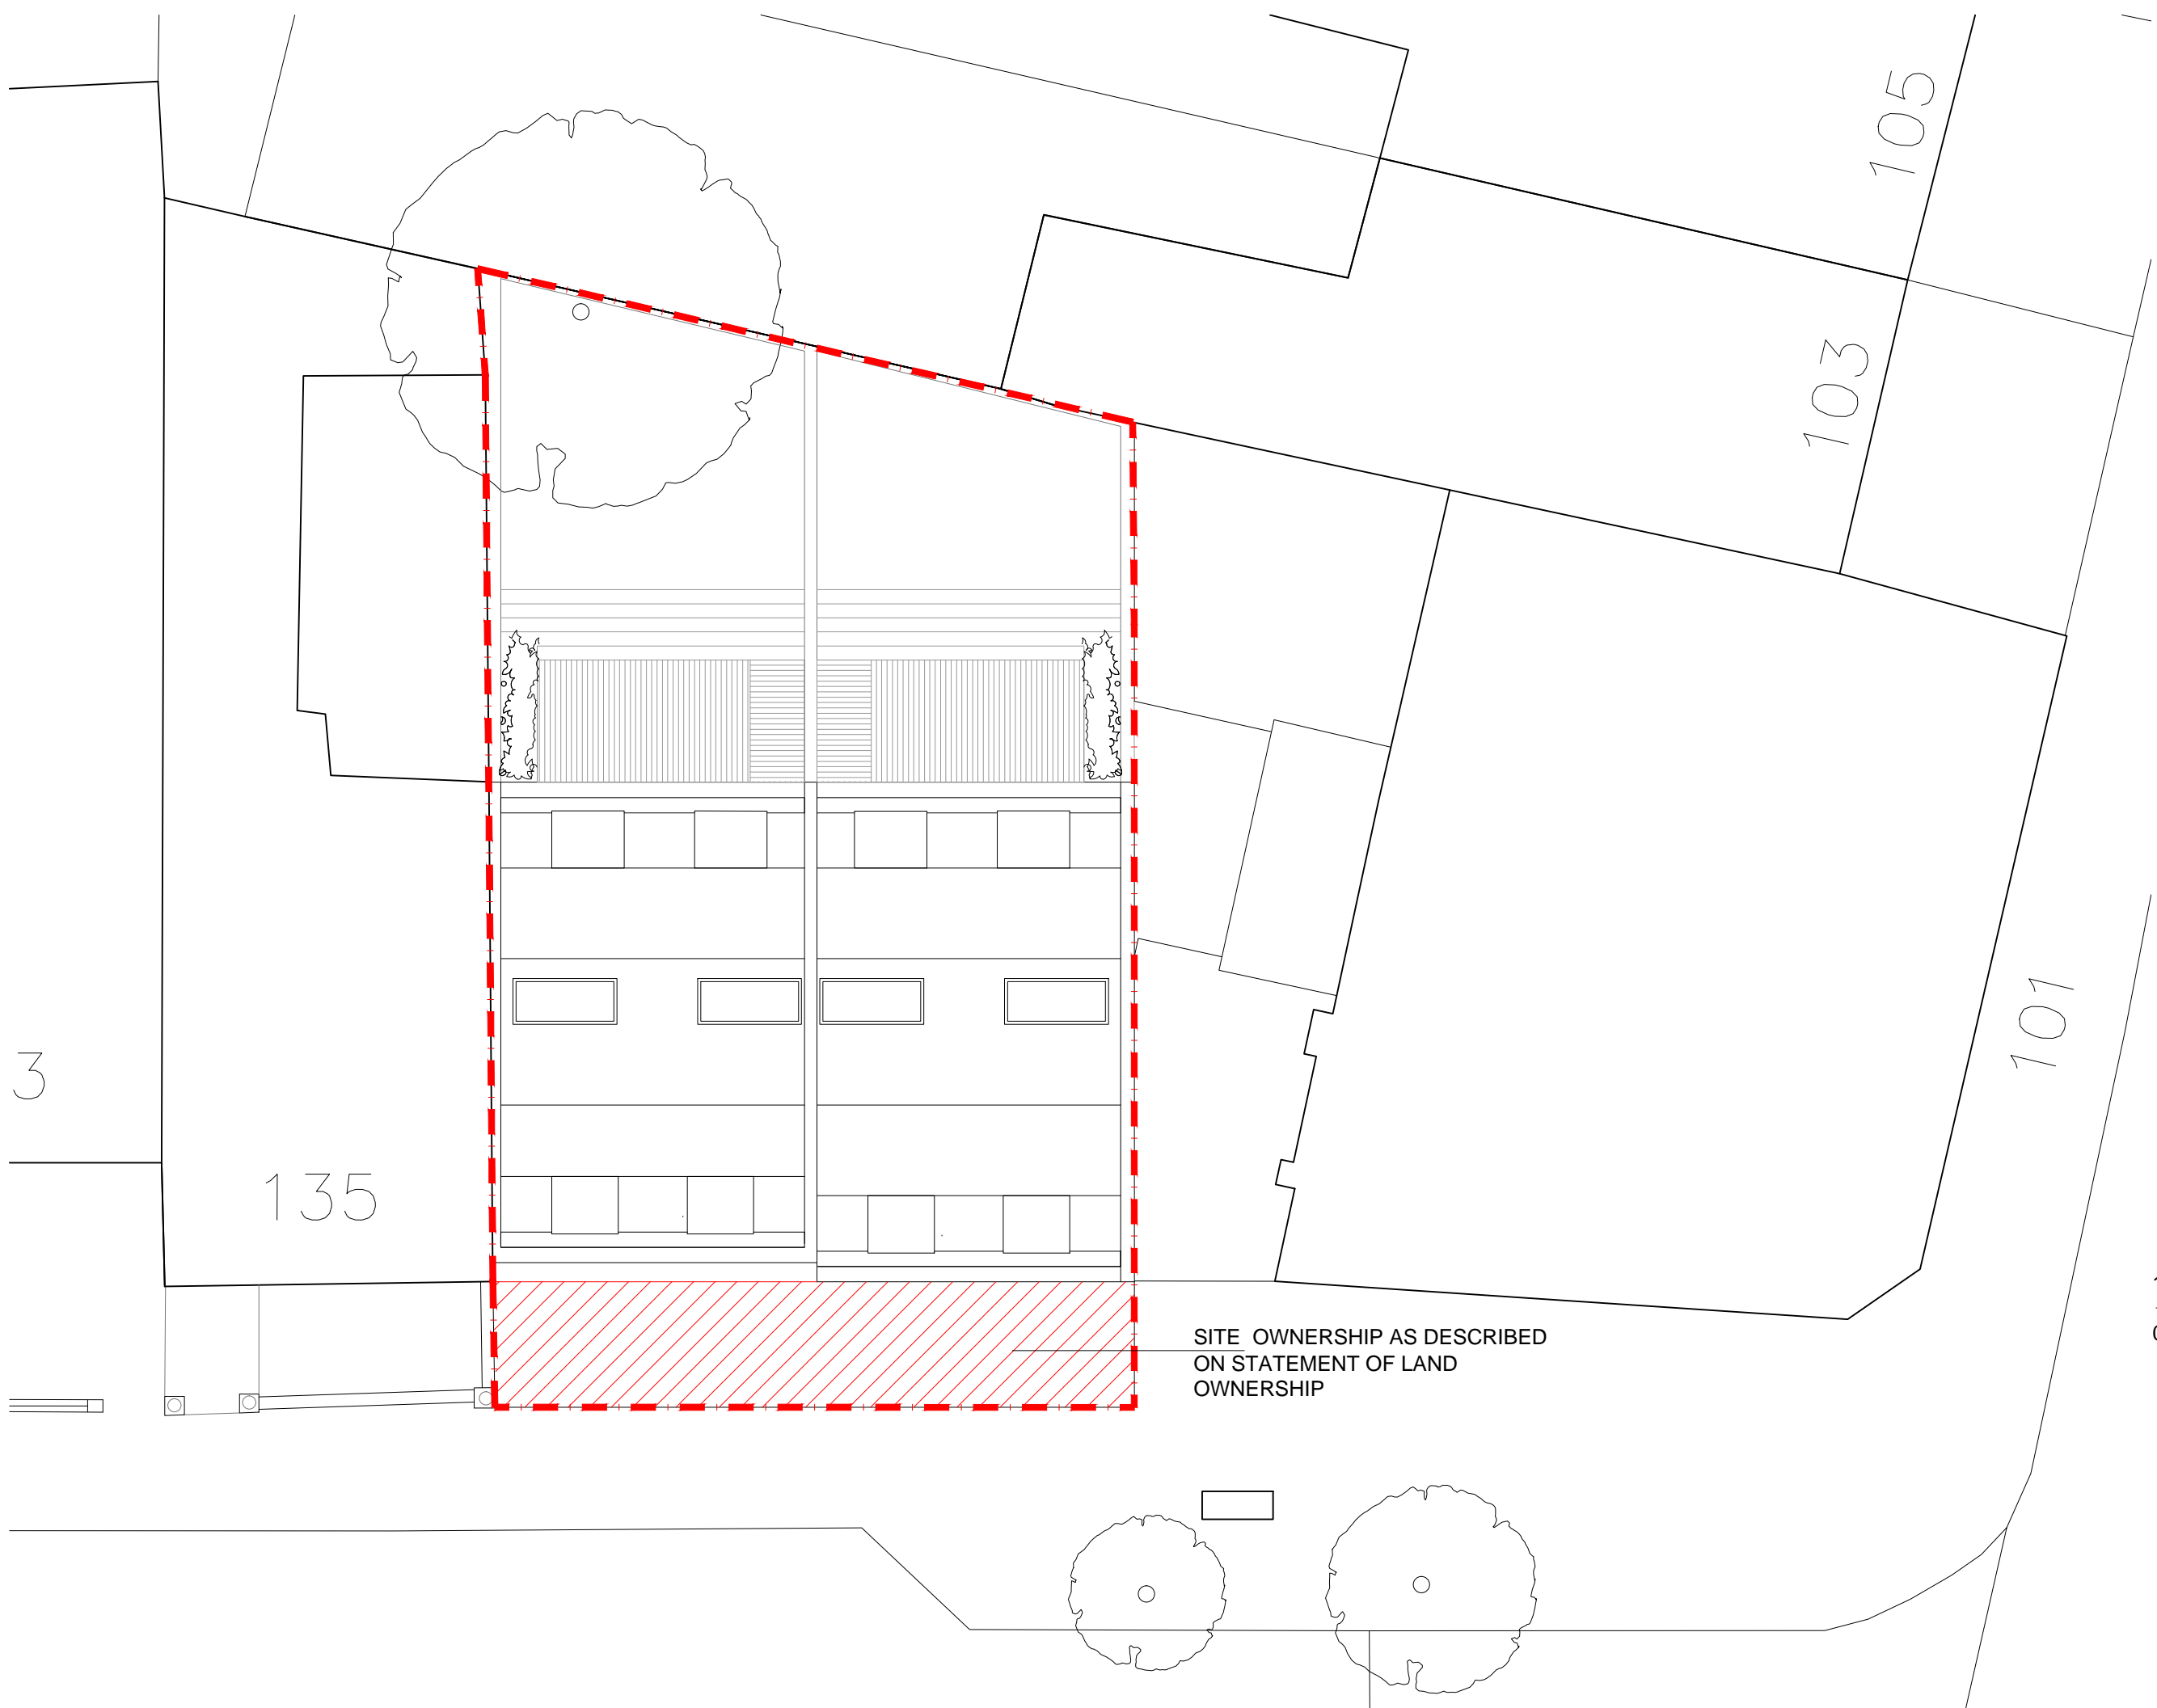 105
103
101
3
135
SITE OWNERSHIP AS DESCRIBED
ON STATEMENT OF LAND
OWNERSHIP